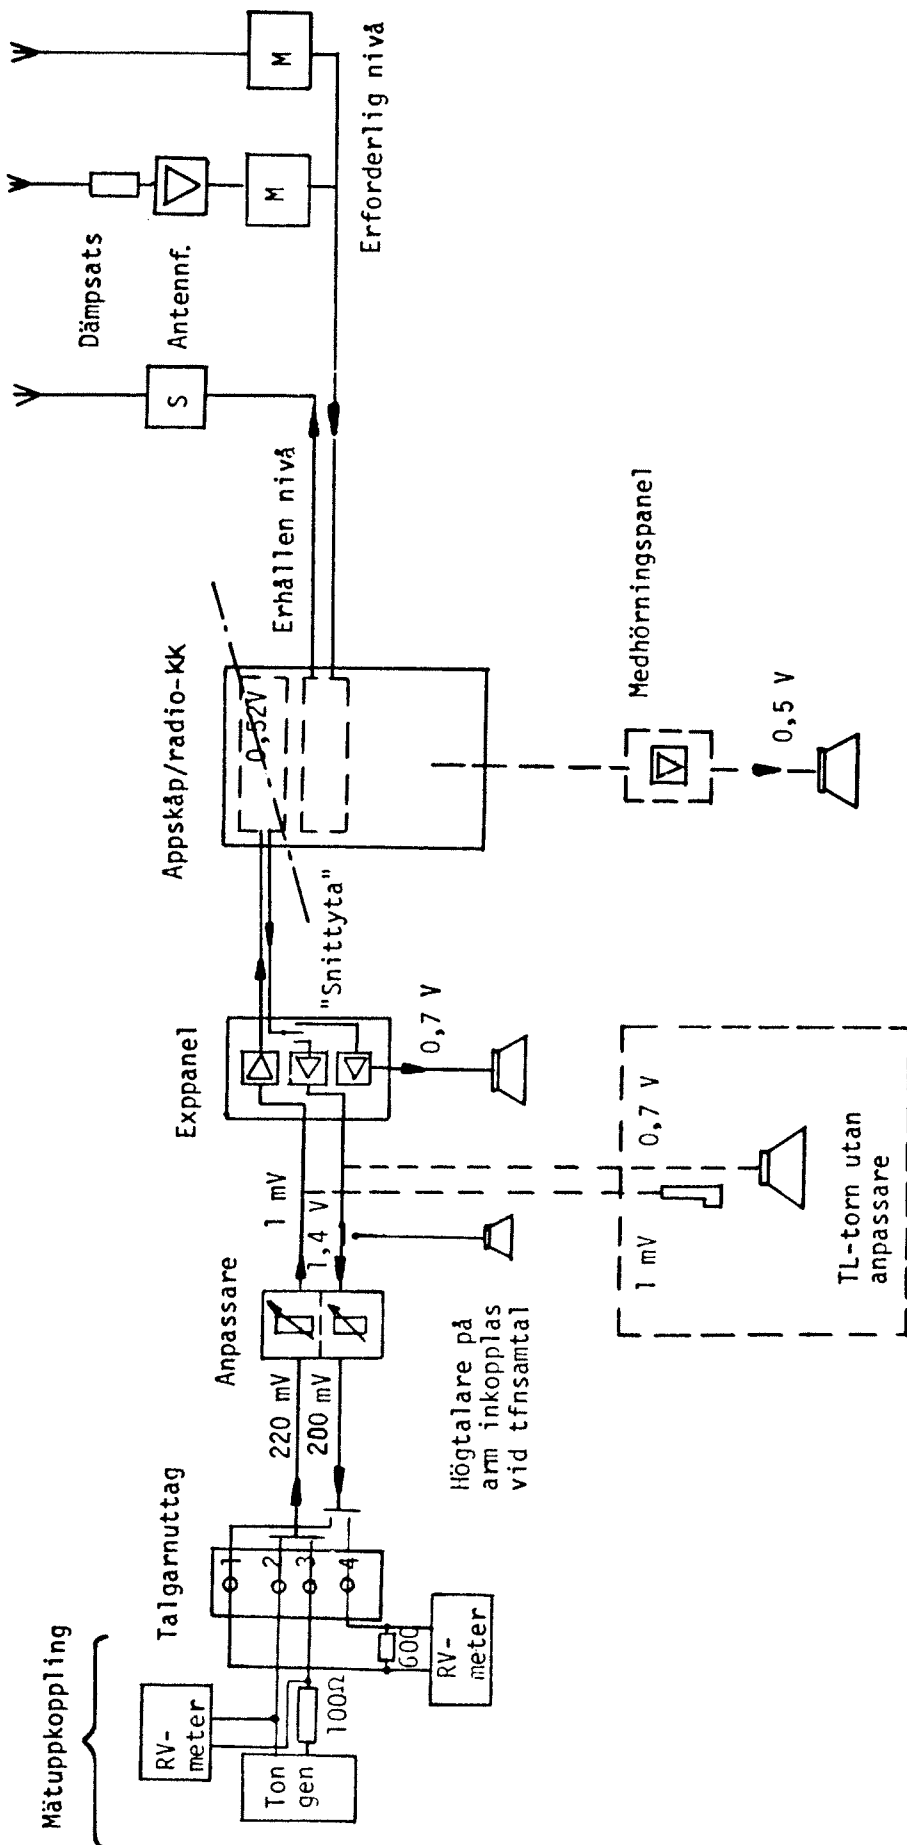 Mätuppkoppling
RV-
meter
Ton
gen
100Ω
Talgarnuttag
1
2
3
4
600
RV-
meter
220 mV
200 mV
Anpassare
Högtalare på
arm inkopplas
vid tfnsamtal
1 mV
1,4 V
Exppanel
0,7 V
1 mV
0,7 V
TL-torn utan
anpassare
"Snittyta"
Appskåp/radio-KK
0,52V
Medhörningspanel
0,5 V
Erhållen nivå
Erforderlig nivå
S
Dämpsats
Antennf.
M
M